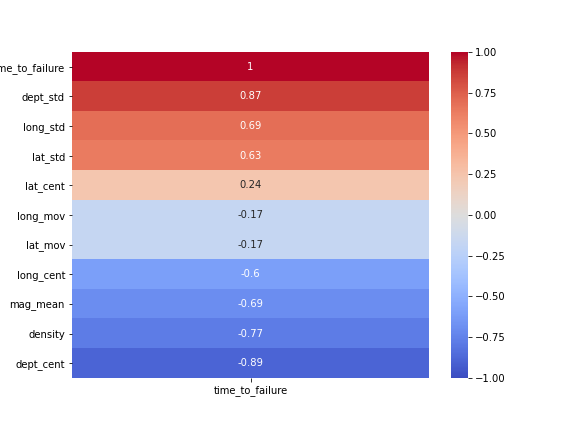 me_to_failure 1 1.00
dept_std 0.87 0.75
long_std 0.69 0.50
lat_std 0.63 0.25
lat_cent 0.24 0.00
long_mov -0.17 −0.25
lat_mov -0.17 −0.50
long_cent -0.6 −0.75
mag_mean -0.69 −1.00
density -0.77
dept_cent -0.89
time_to_failure